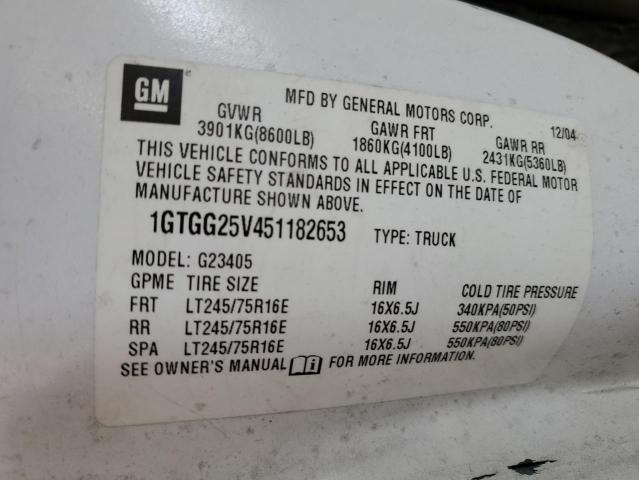 GM
MFD BY GENERAL MOTORS CORP. 12/04
GVWR GAWR FRT GAWR RR
3901KG(8600LB) 1860KG(4100LB) 2431KG(5360LB)
THIS VEHICLE CONFORMS TO ALL APPLICABLE U.S. FEDERAL MOTOR
VEHICLE SAFETY STANDARDS IN EFFECT ON THE DATE OF
MANUFACTURE SHOWN ABOVE.
1GTGG25V451182653 TYPE: TRUCK
MODEL: G23405
GPME TIRE SIZE RIM COLD TIRE PRESSURE
FRT LT245/75R16E 16X6.5J 340KPA(50PSI)
RR LT245/75R16E 16X6.5J 550KPA(80PSI)
SPA LT245/75R16E 16X6.5J 550KPA(80PSI)
SEE OWNER'S MANUAL FOR MORE INFORMATION.